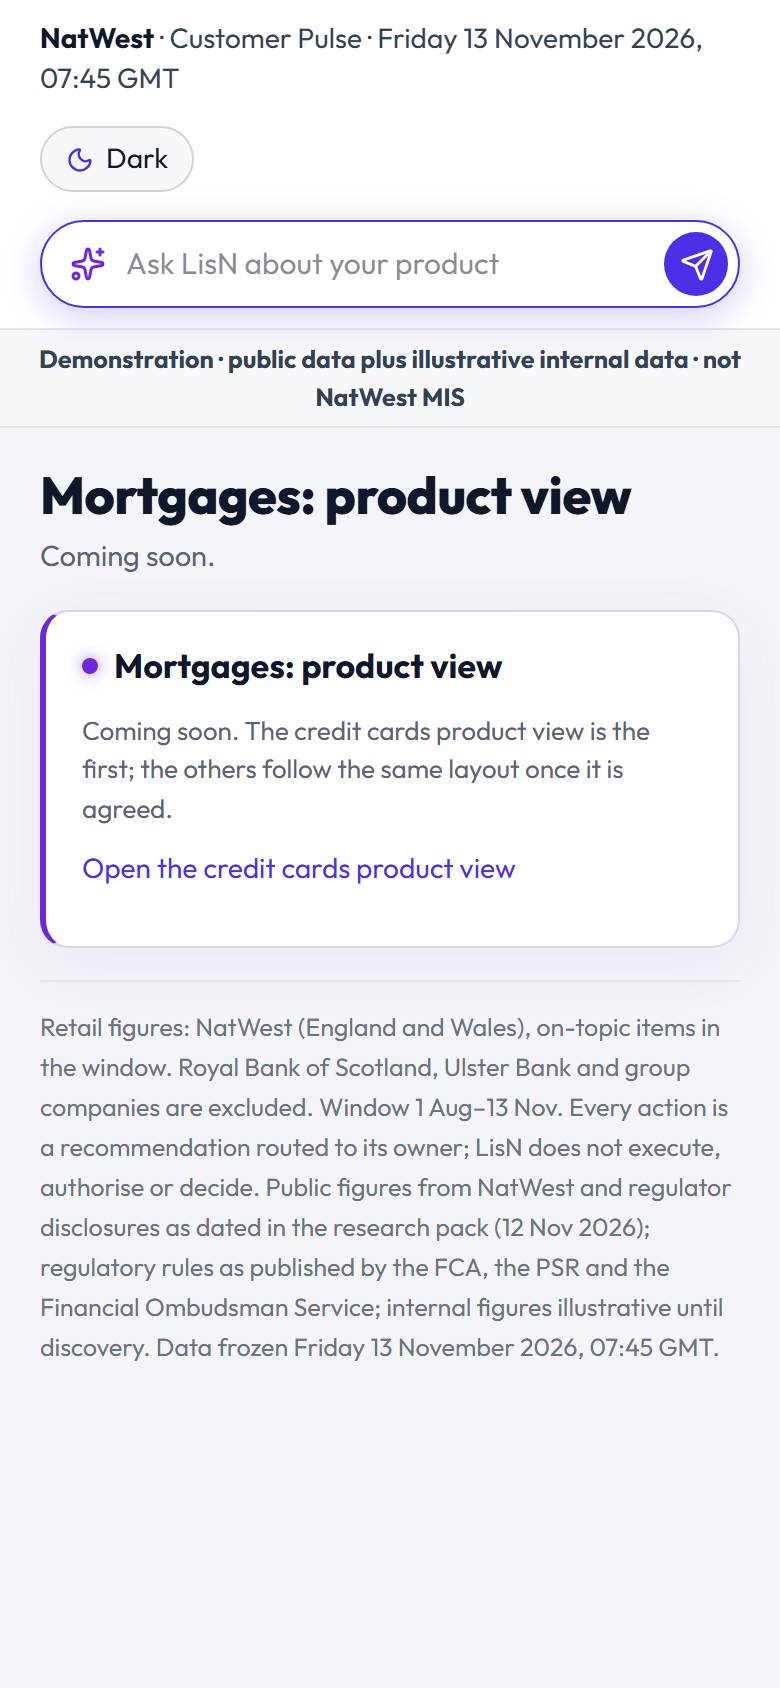 NatWest · Customer Pulse · Friday 13 November 2026,
07:45 GMT
Dark
Ask LisN about your product
Demonstration · public data plus illustrative internal data · not
NatWest MIS
Mortgages: product view
Coming soon.
Mortgages: product view
Coming soon. The credit cards product view is the
first; the others follow the same layout once it is
agreed.
Open the credit cards product view
Retail figures: NatWest (England and Wales), on-topic items in
the window. Royal Bank of Scotland, Ulster Bank and group
companies are excluded. Window 1 Aug–13 Nov. Every action is
a recommendation routed to its owner; LisN does not execute,
authorise or decide. Public figures from NatWest and regulator
disclosures as dated in the research pack (12 Nov 2026);
regulatory rules as published by the FCA, the PSR and the
Financial Ombudsman Service; internal figures illustrative until
discovery. Data frozen Friday 13 November 2026, 07:45 GMT.